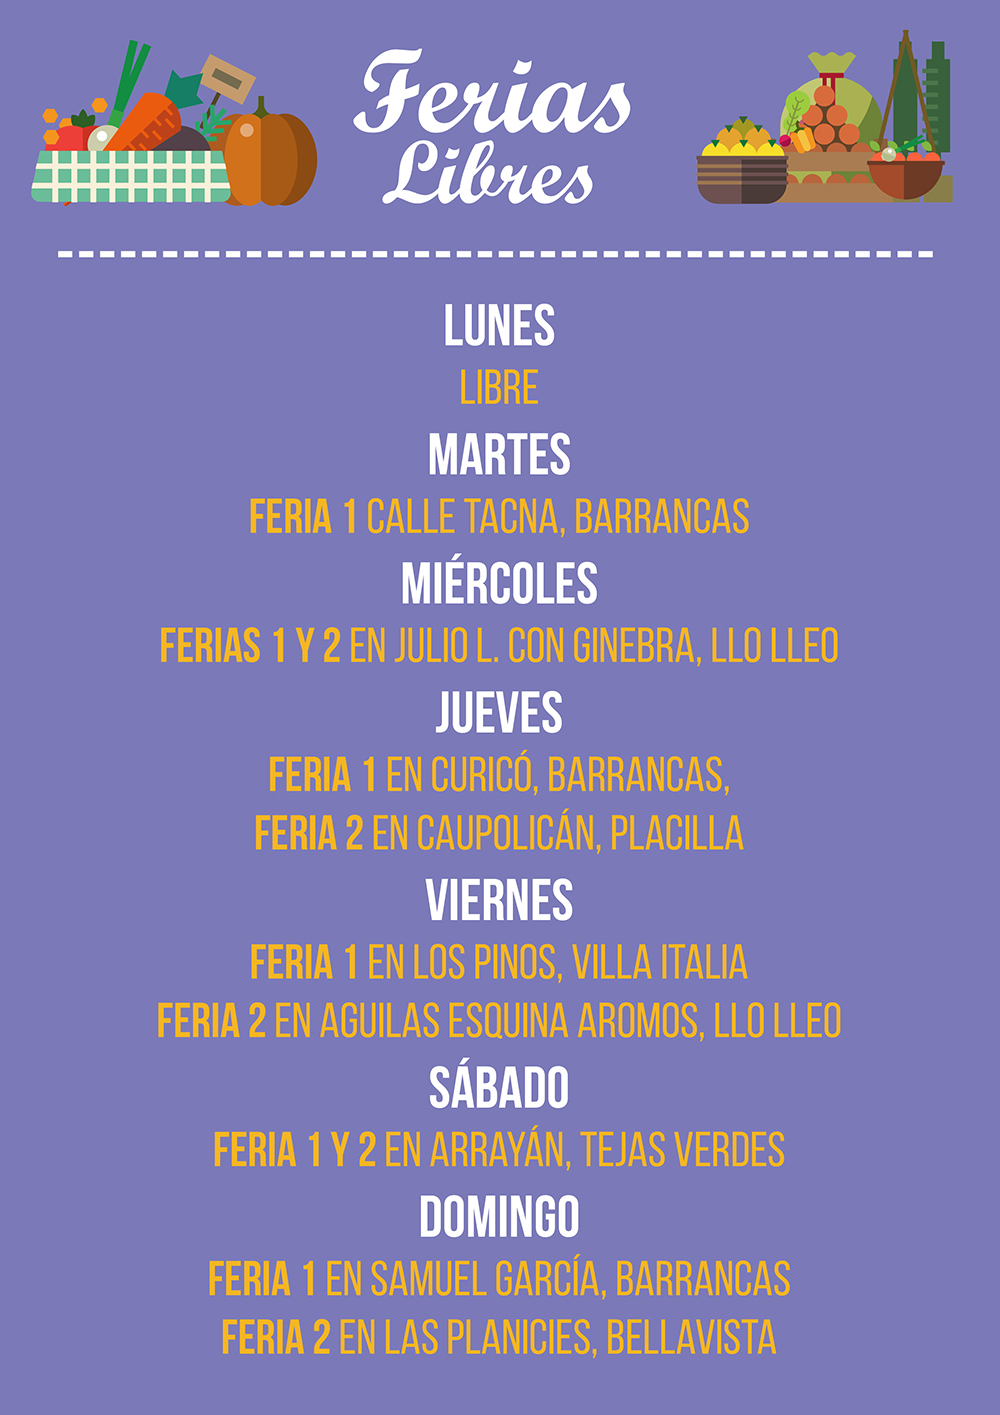 Ferias
Libres
LUNES
LIBRE
MARTES
FERIA 1 CALLE TACNA, BARRANCAS
MIÉRCOLES
FERIAS 1 Y 2 EN JULIO L. CON GINEBRA, LLO LLEO
JUEVES
FERIA 1 EN CURICÓ, BARRANCAS,
FERIA 2 EN CAUPOLICÁN, PLACILLA
VIERNES
FERIA 1 EN LOS PINOS, VILLA ITALIA
FERIA 2 EN AGUILAS ESQUINA AROMOS, LLO LLEO
SÁBADO
FERIA 1 Y 2 EN ARRAYÁN, TEJAS VERDES
DOMINGO
FERIA 1 EN SAMUEL GARCÍA, BARRANCAS
FERIA 2 EN LAS PLANICIES, BELLAVISTA